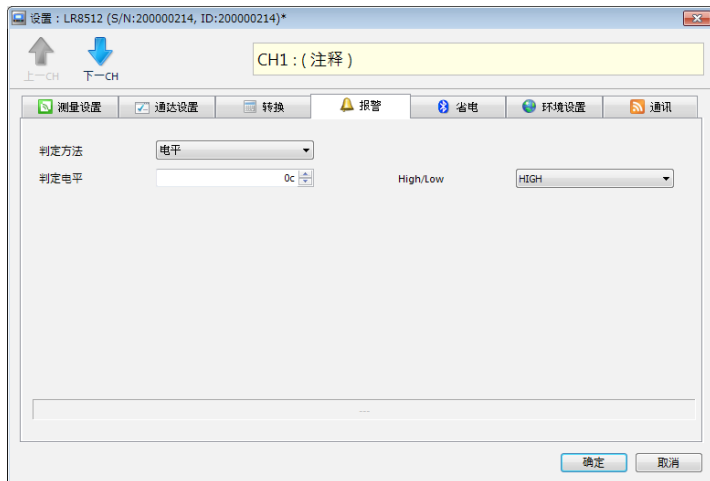 设置 : LR8512 (S/N:200000214, ID:200000214)*
上一CH
下一CH
CH1 : ( 注释 )
测量设置
通达设置
转换
报警
省电
环境设置
通讯
判定方法
电平
判定电平
0c
High/Low
HIGH
---
确定
取消